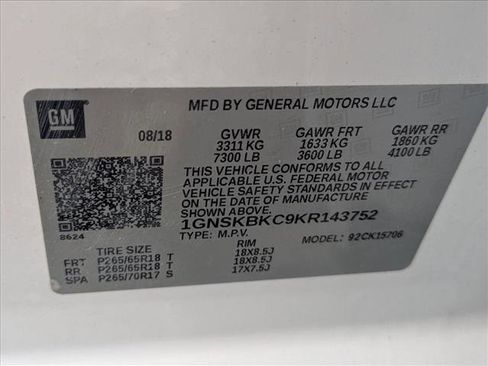 GM
MFD BY GENERAL MOTORS LLC
08/18 GVWR GAWR FRT GAWR RR
3311 KG 1633 KG 1860 KG
7300 LB 3600 LB 4100 LB
THIS VEHICLE CONFORMS TO ALL
APPLICABLE U.S. FEDERAL MOTOR
VEHICLE SAFETY STANDARDS IN EFFECT
ON THE DATE OF MANUFACTURE
SHOWN ABOVE.
1GNSKBKC9KR143752
TYPE: M.P.V. MODEL: 92CK15706
8624
TIRE SIZE RIM
FRT P265/65R18 T 18X8.5J
RR P265/65R18 T 18X8.5J
SPA P265/70R17 S 17X7.5J